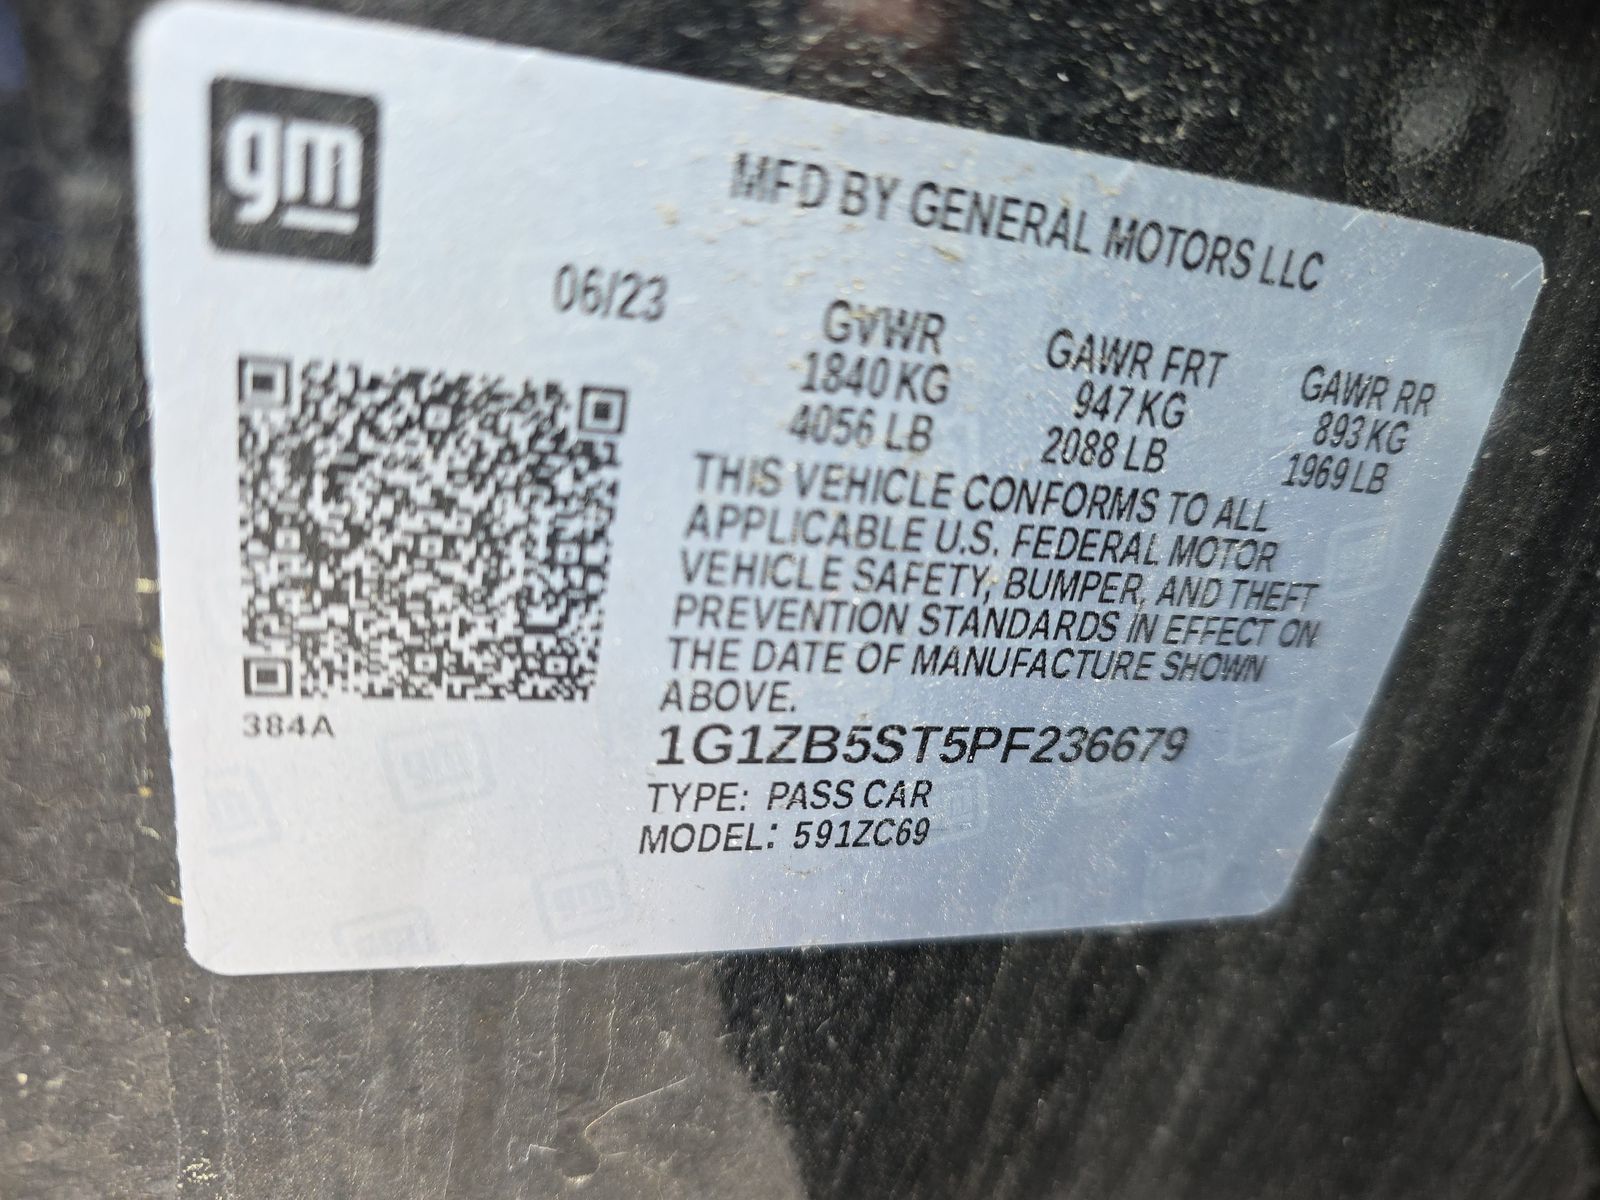 gm
MFD BY GENERAL MOTORS LLC
06/23
GVWR GAWR FRT GAWR RR
1840 KG 947 KG 893 KG
4056 LB 2088 LB 1969 LB
THIS VEHICLE CONFORMS TO ALL
APPLICABLE U.S. FEDERAL MOTOR
VEHICLE SAFETY, BUMPER, AND THEFT
PREVENTION STANDARDS IN EFFECT ON
THE DATE OF MANUFACTURE SHOWN
ABOVE.
384A
1G1ZB5ST5PF236679
TYPE: PASS CAR
MODEL: 591ZC69